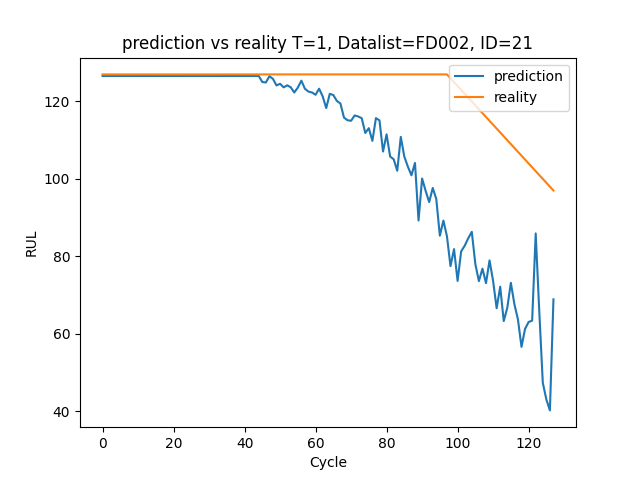 prediction vs reality T=1, Datalist=FD002, ID=21
prediction
reality
120
100
80
60
40
RUL
0 20 40 60 80 100 120
Cycle